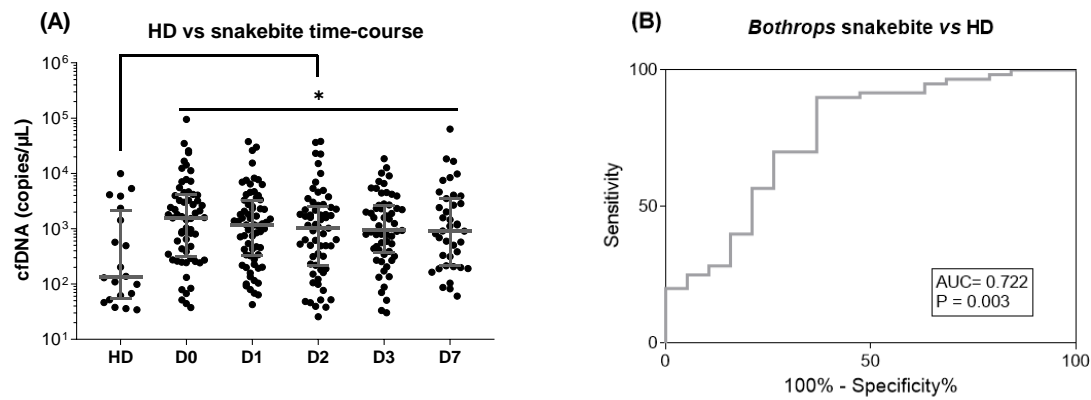 (A)
HD vs snakebite time-course
cfDNA (copies/µL)
10⁶
10⁵
10⁴
10³
10²
10¹
*
HD D0 D1 D2 D3 D7
(B)
Bothrops snakebite vs HD
Sensitivity
100
50
0
AUC= 0.722
P = 0.003
0 50 100
100% - Specificity%